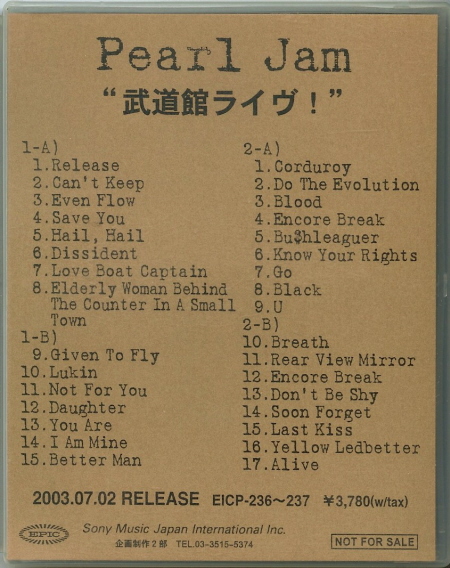 Pearl Jam
“武道館ライヴ！”
1-A)
1.Release
2.Can't Keep
3.Even Flow
4.Save You
5.Hail, Hail
6.Dissident
7.Love Boat Captain
8.Elderly Woman Behind
The Counter In A Small
Town
1-B)
9.Given To Fly
10.Lukin
11.Not For You
12.Daughter
13.You Are
14.I Am Mine
15.Better Man
2-A)
1.Corduroy
2.Do The Evolution
3.Blood
4.Encore Break
5.Bu$hleaguer
6.Know Your Rights
7.Go
8.Black
9.U
2-B)
10.Breath
11.Rear View Mirror
12.Encore Break
13.Don't Be Shy
14.Soon Forget
15.Last Kiss
16.Yellow Ledbetter
17.Alive
2003.07.02 RELEASE EICP-236～237 ¥3,780(w/tax)
EPIC
Sony Music Japan International Inc.
企画制作2部 TEL.03-3515-5374
NOT FOR SALE